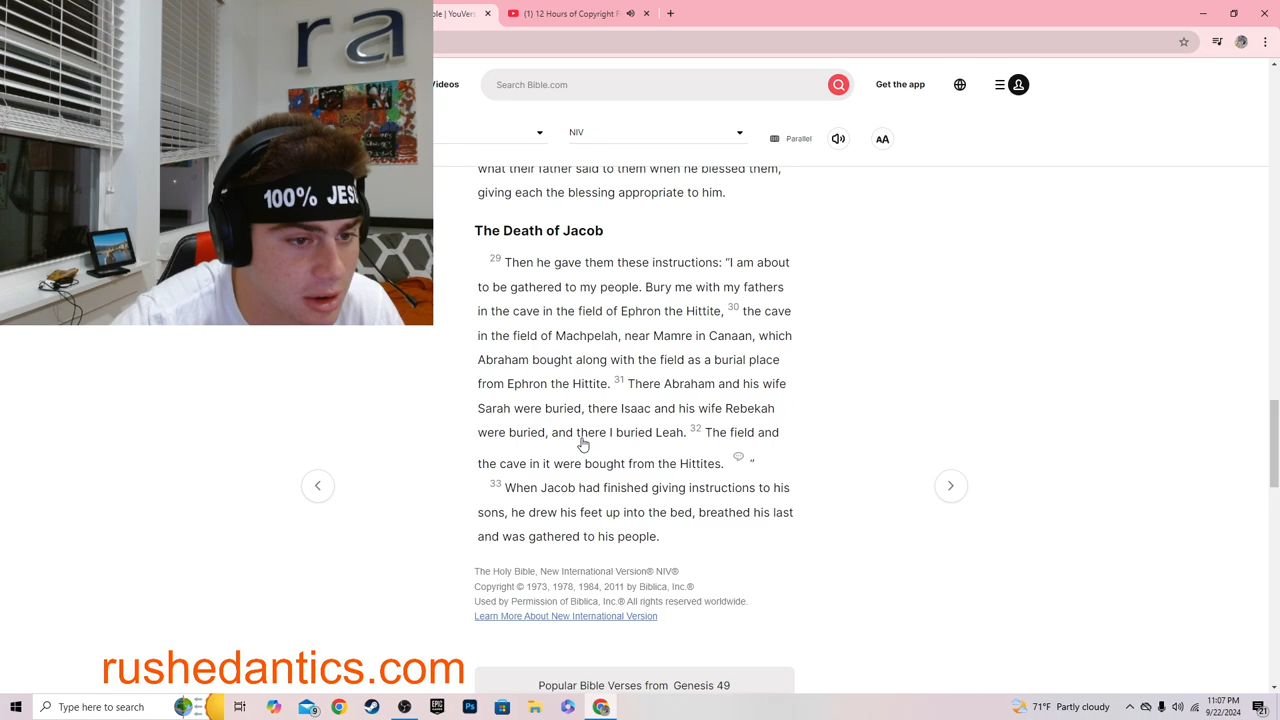 ra
100% JES
ole | YouVers
(1) 12 Hours of Copyright F
Videos
Search Bible.com
Get the app
NIV
Parallel
AA
what their father said to them when he blessed them,
giving each the blessing appropriate to him.
The Death of Jacob
29 Then he gave them these instructions: “I am about
to be gathered to my people. Bury me with my fathers
in the cave in the field of Ephron the Hittite, 30 the cave
in the field of Machpelah, near Mamre in Canaan, which
Abraham bought along with the field as a burial place
from Ephron the Hittite. 31 There Abraham and his wife
Sarah were buried, there Isaac and his wife Rebekah
were buried, and there I buried Leah. 32 The field and
the cave in it were bought from the Hittites. ”
33 When Jacob had finished giving instructions to his
sons, he drew his feet up into the bed, breathed his last
and was gathered to his people.
The Holy Bible, New International Version® NIV®
Copyright © 1973, 1978, 1984, 2011 by Biblica, Inc.®
Used by Permission of Biblica, Inc.® All rights reserved worldwide.
Learn More About New International Version
Popular Bible Verses from Genesis 49
rushedantics.com
Type here to search
9
EPIC
Ps
71°F Partly cloudy
11:07 PM
9/22/2024
21